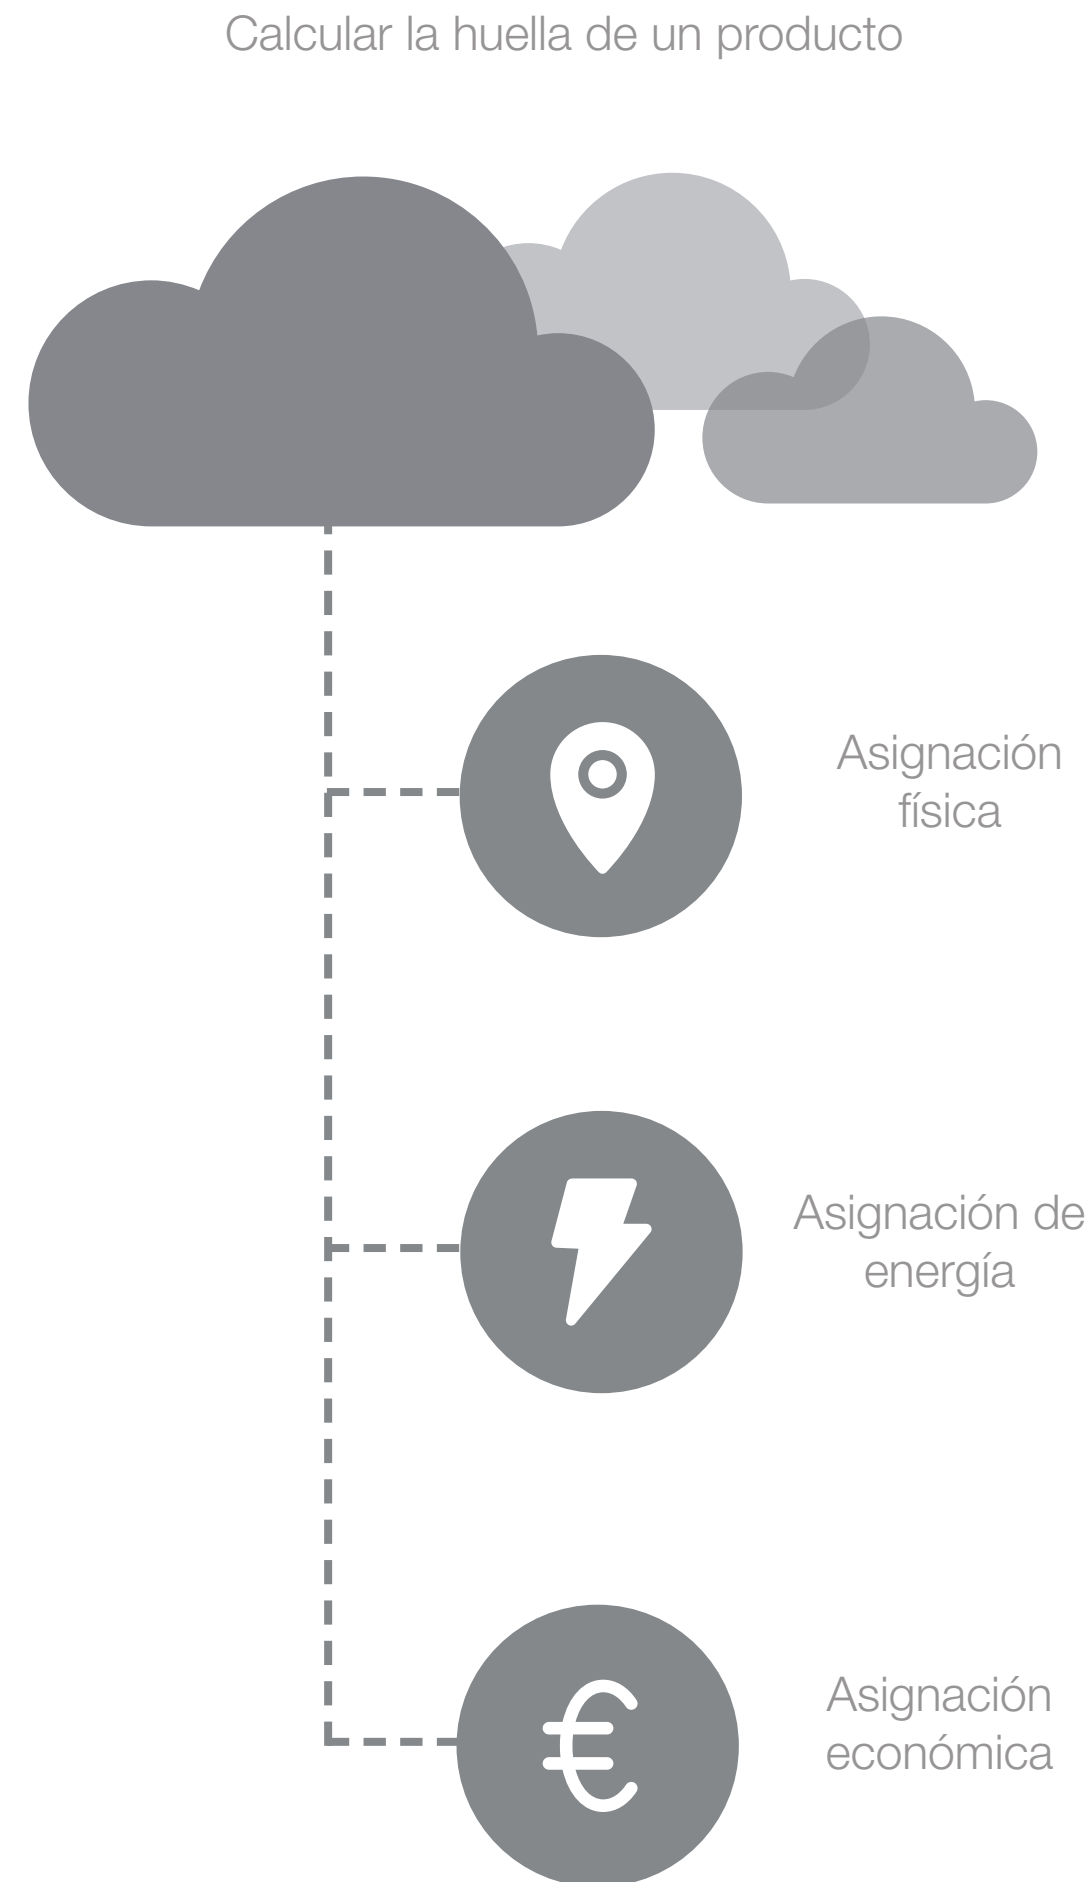 Calcular la huella de un producto
Asignación
física
Asignación de
energía
€
Asignación
económica